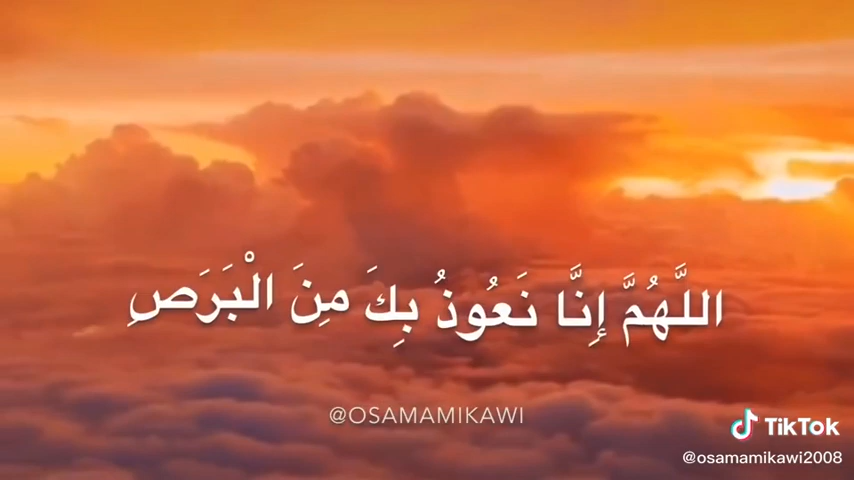 اللَّهُمَّ إِنَّا نَعُوذُ بِكَ مِنَ الْبَرَصِ
@OSAMAMIKAWI
TikTok
@osamamikawi2008